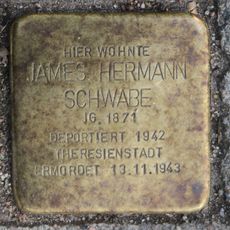 HIER WOHNTE
JAMES HERMANN
SCHWABE
JG. 1871
DEPORTIERT 1942
THERESIENSTADT
ERMORDET 13.11.1943